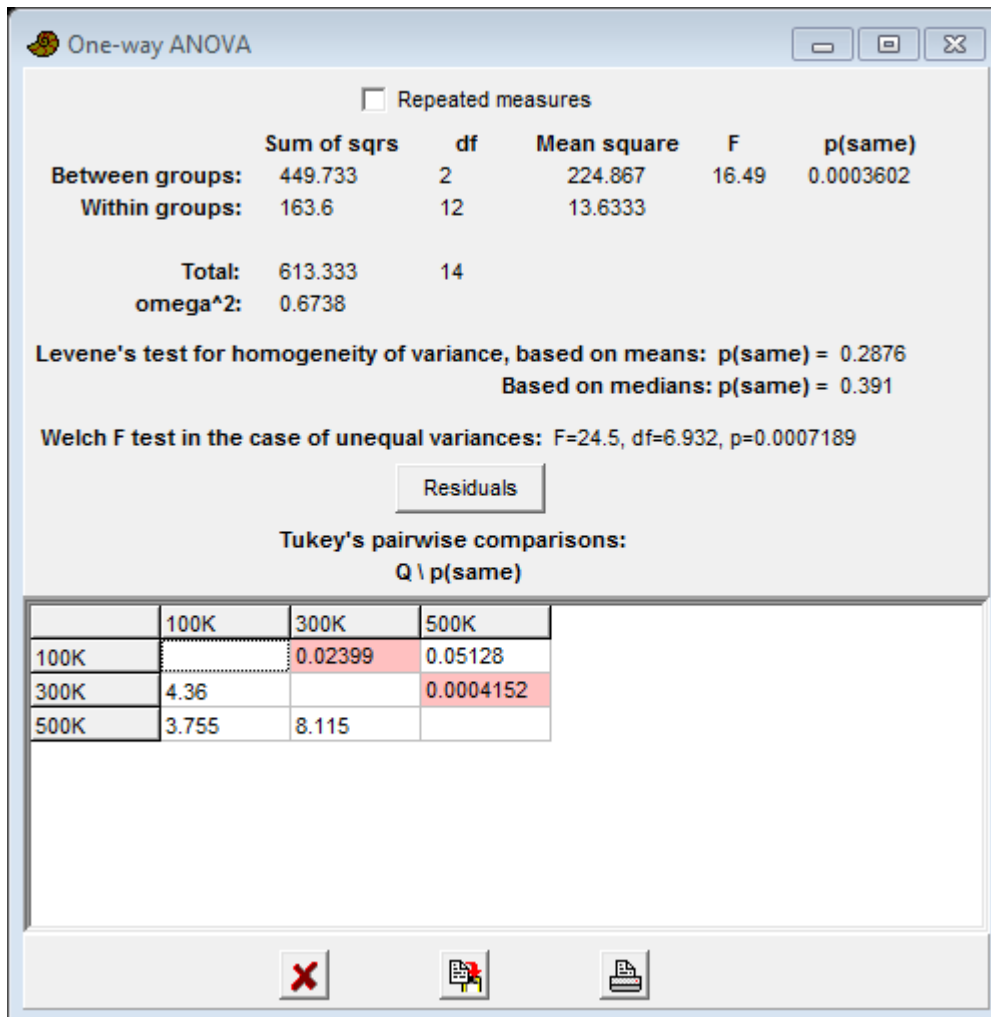 One-way ANOVA
Repeated measures
Sum of sqrs df Mean square F p(same)
Between groups: 449.733 2 224.867 16.49 0.0003602
Within groups: 163.6 12 13.6333
Total: 613.333 14
omega^2: 0.6738
Levene's test for homogeneity of variance, based on means: p(same) = 0.2876
Based on medians: p(same) = 0.391
Welch F test in the case of unequal variances: F=24.5, df=6.932, p=0.0007189
Residuals
Tukey's pairwise comparisons:
Q \ p(same)
100K 300K 500K
100K 0.02399 0.05128
300K 4.36 0.0004152
500K 3.755 8.115